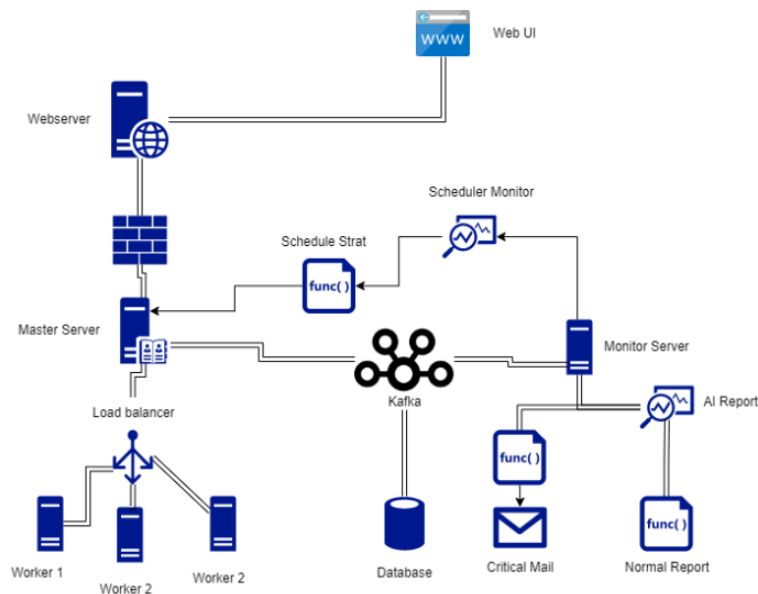 Web UI
www
Webserver
Scheduler Monitor
Schedule Strat
func( )
Master Server
Monitor Server
Kafka
AI Report
Load balancer
func( )
func( )
Worker 1
Worker 2
Worker 2
Database
Critical Mail
Normal Report